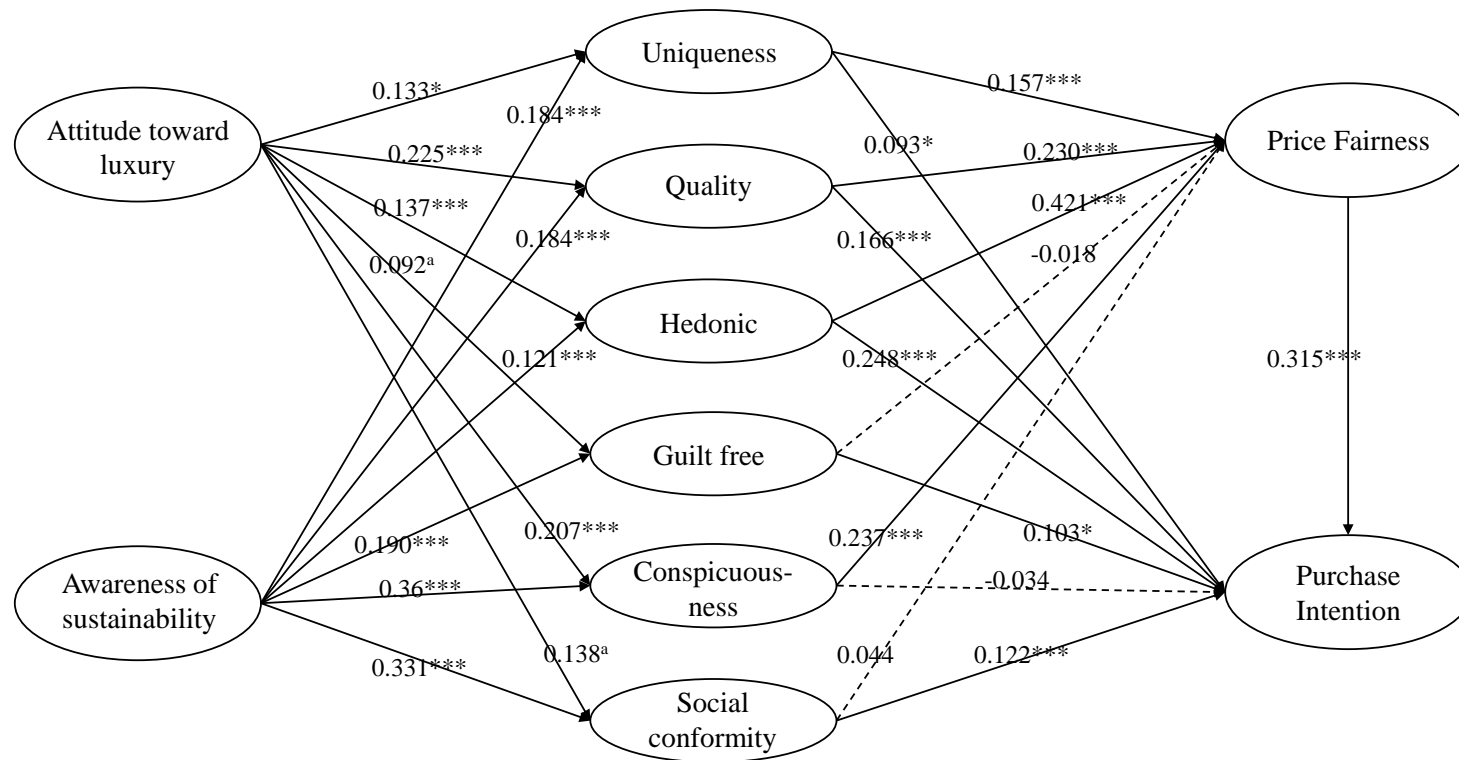 Uniqueness
0.133*
0.184***
0.157***
Attitude toward
luxury
Price Fairness
0.225***
0.093*
0.230***
Quality
0.137***
0.184***
0.166***
0.421***
0.092ᵃ
-0.018
Hedonic
0.121***
0.248***
0.315***
Guilt free
0.190***
0.207***
0.237***
0.103*
Awareness of
sustainability
0.36***
Conspicuous-
ness
-0.034
Purchase
Intention
0.331***
0.138ᵃ
0.044
0.122***
Social
conformity